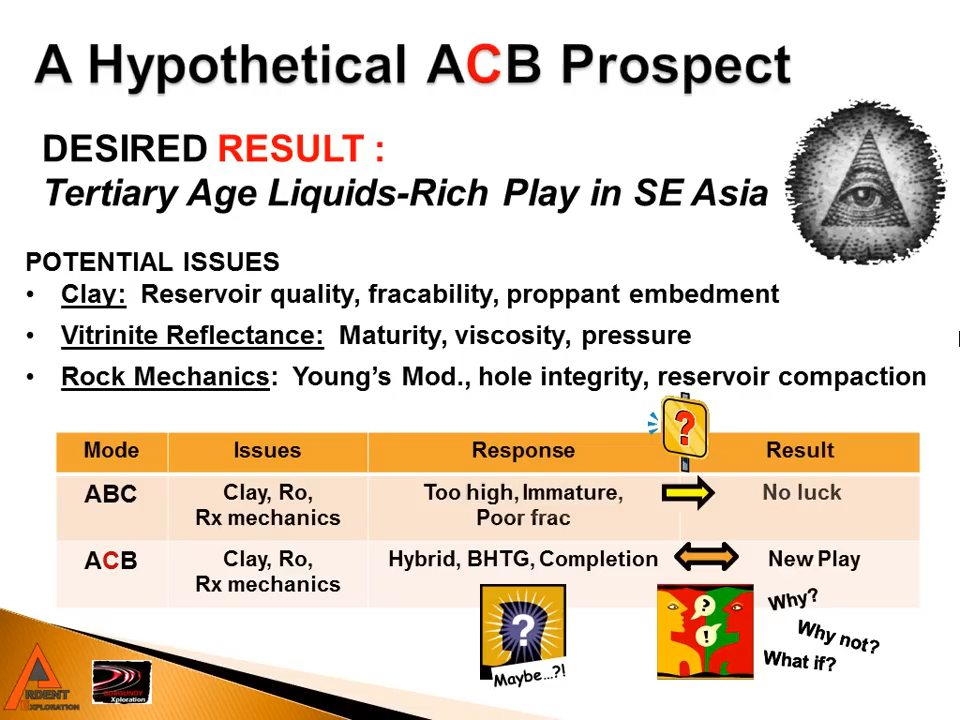 A Hypothetical ACB Prospect
DESIRED RESULT :
Tertiary Age Liquids-Rich Play in SE Asia
POTENTIAL ISSUES
• Clay: Reservoir quality, fracability, proppant embedment
• Vitrinite Reflectance: Maturity, viscosity, pressure
• Rock Mechanics: Young's Mod., hole integrity, reservoir compaction
?
Mode Issues Response Result
ABC Clay, Ro, Too high, Immature, No luck
Rx mechanics Poor frac
ACB Clay, Ro, Hybrid, BHTG, Completion New Play
Rx mechanics
? ? Why?
! Why not?
Maybe...?! What if?
ARDENT
EXPLORATION
Xploration